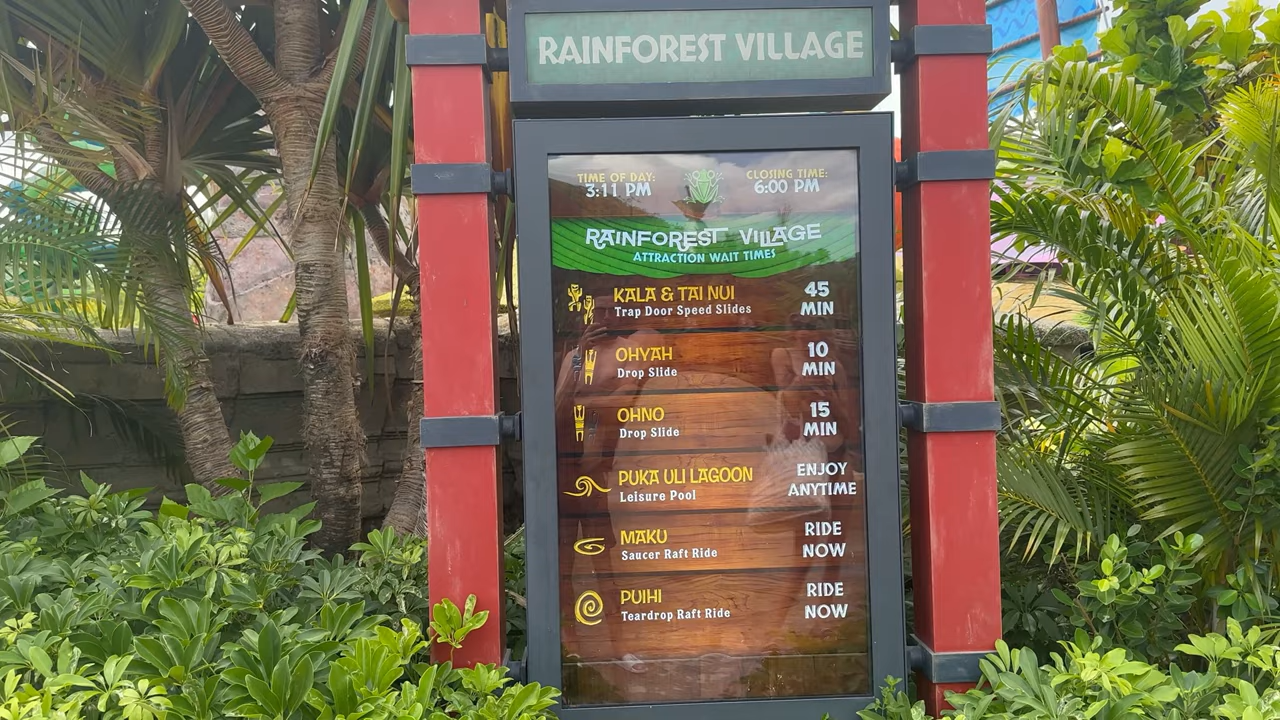 RAINFOREST VILLAGE
TIME OF DAY:
3:11 PM
CLOSING TIME:
6:00 PM
RAINFOREST VILLAGE
ATTRACTION WAIT TIMES
KALA & TAI NUI
Trap Door Speed Slides
45
MIN
OHYAH
Drop Slide
10
MIN
OHNO
Drop Slide
15
MIN
PUKA ULI LAGOON
Leisure Pool
ENJOY
ANYTIME
MAKU
Saucer Raft Ride
RIDE
NOW
PUIHI
Teardrop Raft Ride
RIDE
NOW